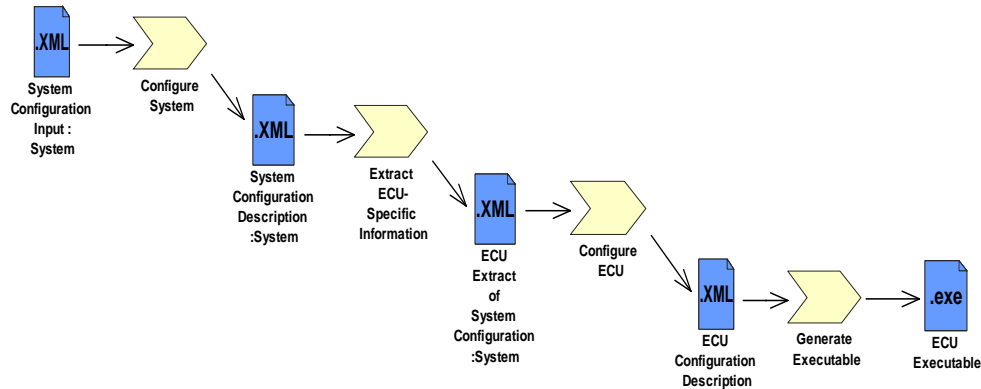 .XML
System
Configuration
Input :
System
Configure
System
.XML
System
Configuration
Description
:System
Extract
ECU-
Specific
Information
.XML
ECU
Extract
of
System
Configuration
:System
Configure
ECU
.XML
ECU
Configuration
Description
Generate
Executable
.exe
ECU
Executable